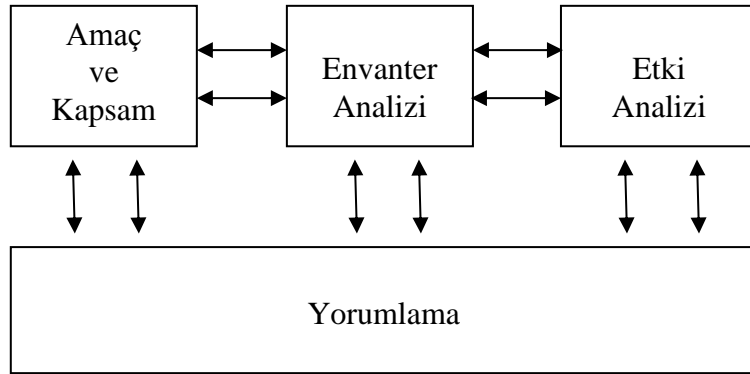 Amaç
ve
Kapsam
Envanter
Analizi
Etki
Analizi
Yorumlama